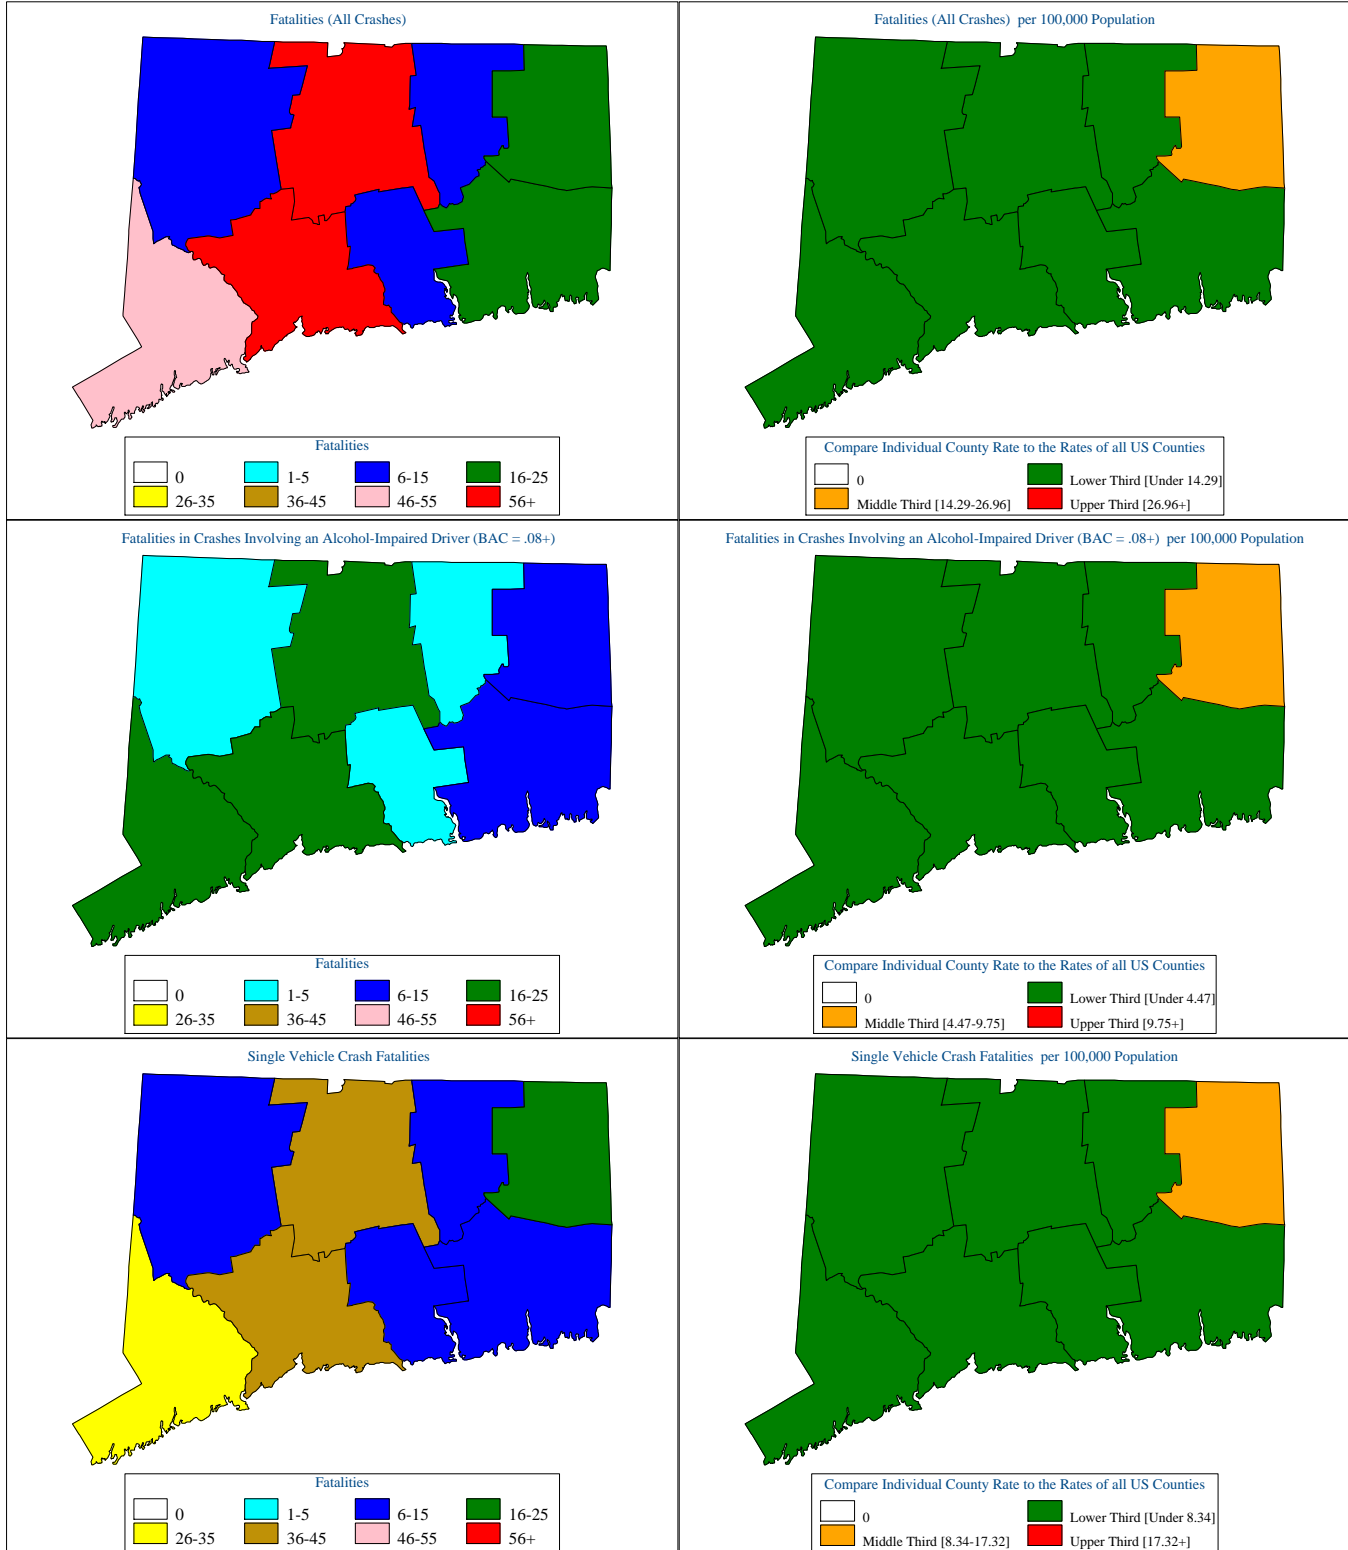 Fatalities (All Crashes)
Fatalities
0 1-5 6-15 16-25
26-35 36-45 46-55 56+
Fatalities (All Crashes) per 100,000 Population
Compare Individual County Rate to the Rates of all US Counties
0 Lower Third [Under 14.29]
Middle Third [14.29-26.96] Upper Third [26.96+]
Fatalities in Crashes Involving an Alcohol-Impaired Driver (BAC = .08+)
Fatalities
0 1-5 6-15 16-25
26-35 36-45 46-55 56+
Fatalities in Crashes Involving an Alcohol-Impaired Driver (BAC = .08+) per 100,000 Population
Compare Individual County Rate to the Rates of all US Counties
0 Lower Third [Under 4.47]
Middle Third [4.47-9.75] Upper Third [9.75+]
Single Vehicle Crash Fatalities
Fatalities
0 1-5 6-15 16-25
26-35 36-45 46-55 56+
Single Vehicle Crash Fatalities per 100,000 Population
Compare Individual County Rate to the Rates of all US Counties
0 Lower Third [Under 8.34]
Middle Third [8.34-17.32] Upper Third [17.32+]